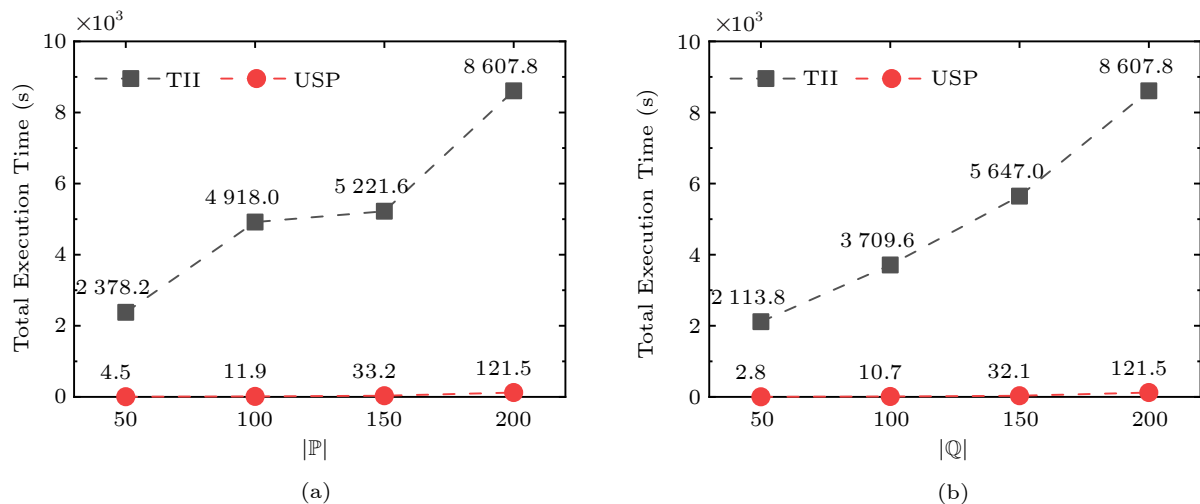 ×10³
10
8
6
4
2
0
Total Execution Time (s)
TII
USP
2 378.2
4 918.0
5 221.6
8 607.8
4.5
11.9
33.2
121.5
50 100 150 200
|ℙ|
(a)
×10³
10
8
6
4
2
0
Total Execution Time (s)
TII
USP
2 113.8
3 709.6
5 647.0
8 607.8
2.8
10.7
32.1
121.5
50 100 150 200
|ℚ|
(b)